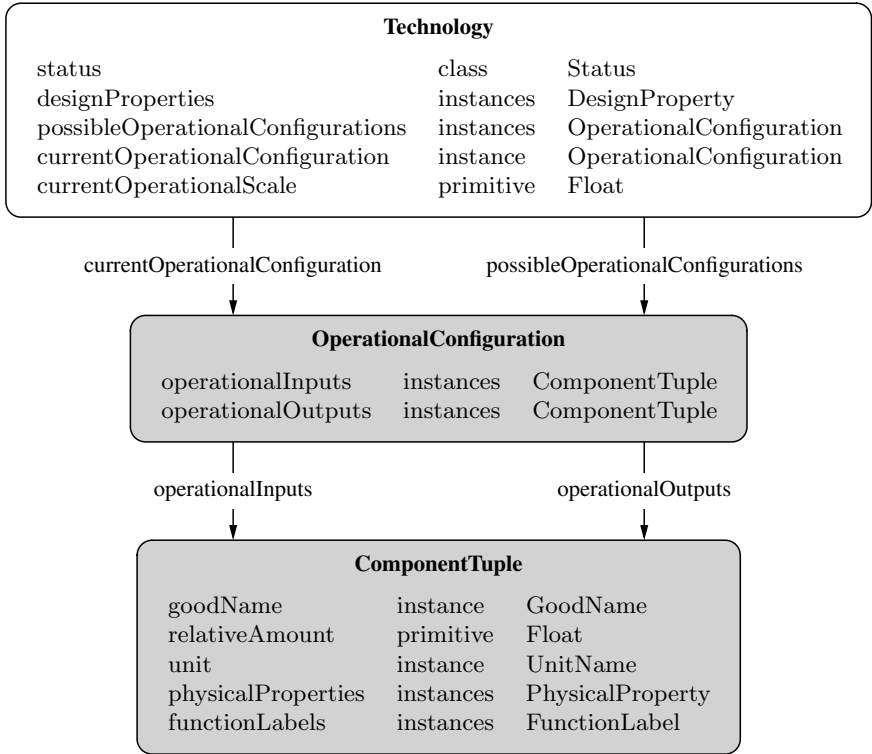 Technology
status class Status
designProperties instances DesignProperty
possibleOperationalConfigurations instances OperationalConfiguration
currentOperationalConfiguration instance OperationalConfiguration
currentOperationalScale primitive Float
currentOperationalConfiguration possibleOperationalConfigurations
OperationalConfiguration
operationalInputs instances ComponentTuple
operationalOutputs instances ComponentTuple
operationalInputs operationalOutputs
ComponentTuple
goodName instance GoodName
relativeAmount primitive Float
unit instance UnitName
physicalProperties instances PhysicalProperty
functionLabels instances FunctionLabel